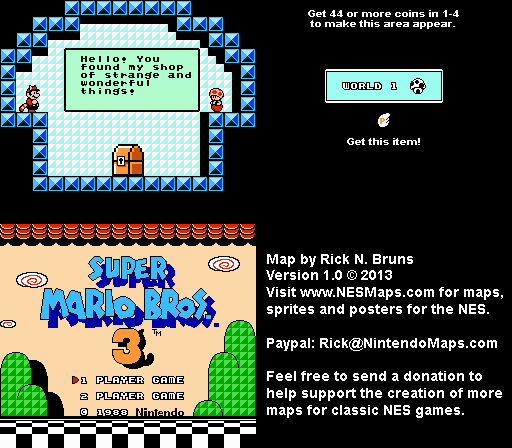 Get 44 or more coins in 1-4
to make this area appear.
Hello! You
found my shop
of strange and
wonderful
things!
WORLD 1
Get this item!
SUPER
MARIO BROS.
3 TM
1 PLAYER GAME
2 PLAYER GAME
© 1988 Nintendo
Map by Rick N. Bruns
Version 1.0 © 2013
Visit www.NESMaps.com for maps,
sprites and posters for the NES.
Paypal: Rick@NintendoMaps.com
Feel free to send a donation to
help support the creation of more
maps for classic NES games.